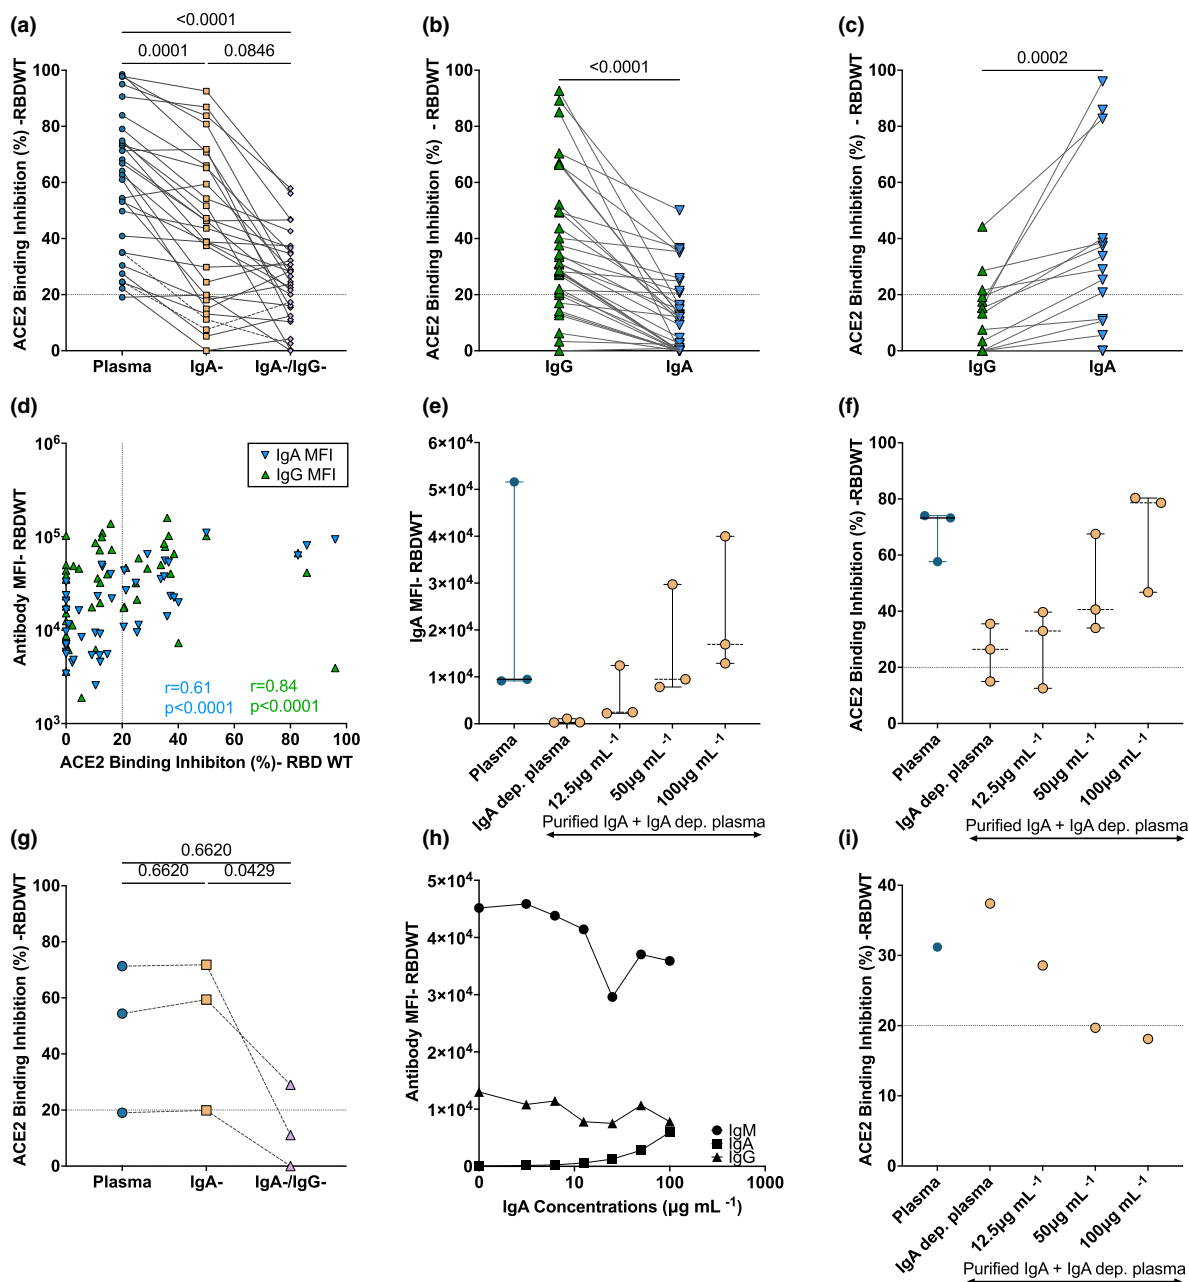 (a)
<0.0001
0.0001
0.0846
ACE2 Binding Inhibition (%) -RBDWT
100
80
60
40
20
0
Plasma
IgA-
IgA-/IgG-
(b)
<0.0001
ACE2 Binding Inhibition (%) - RBDWT
100
80
60
40
20
0
IgG
IgA
(c)
0.0002
ACE2 Binding Inhibition (%) - RBDWT
100
80
60
40
20
0
IgG
IgA
(d)
Antibody MFI- RBDWT
10⁶
10⁵
10⁴
10³
IgA MFI
IgG MFI
r=0.61
p<0.0001
r=0.84
p<0.0001
0
20
40
60
80
100
ACE2 Binding Inhibiton (%)- RBD WT
(e)
IgA MFI- RBDWT
6×10⁴
5×10⁴
4×10⁴
3×10⁴
2×10⁴
1×10⁴
0
Plasma
IgA dep. plasma
12.5µg mL ⁻¹
50µg mL ⁻¹
100µg mL ⁻¹
Purified IgA + IgA dep. plasma
(f)
ACE2 Binding Inhibition (%) -RBDWT
100
80
60
40
20
0
Plasma
IgA dep. plasma
12.5µg mL ⁻¹
50µg mL ⁻¹
100µg mL ⁻¹
Purified IgA + IgA dep. plasma
(g)
0.6620
0.6620
0.0429
ACE2 Binding Inhibition (%) -RBDWT
100
80
60
40
20
0
Plasma
IgA-
IgA-/IgG-
(h)
Antibody MFI- RBDWT
5×10⁴
4×10⁴
3×10⁴
2×10⁴
1×10⁴
0
IgM
IgA
IgG
0
10
100
1000
IgA Concentrations (µg mL ⁻¹)
(i)
ACE2 Binding Inhibition (%) -RBDWT
40
30
20
10
0
Plasma
IgA dep. plasma
12.5µg mL ⁻¹
50µg mL ⁻¹
100µg mL ⁻¹
Purified IgA + IgA dep. plasma